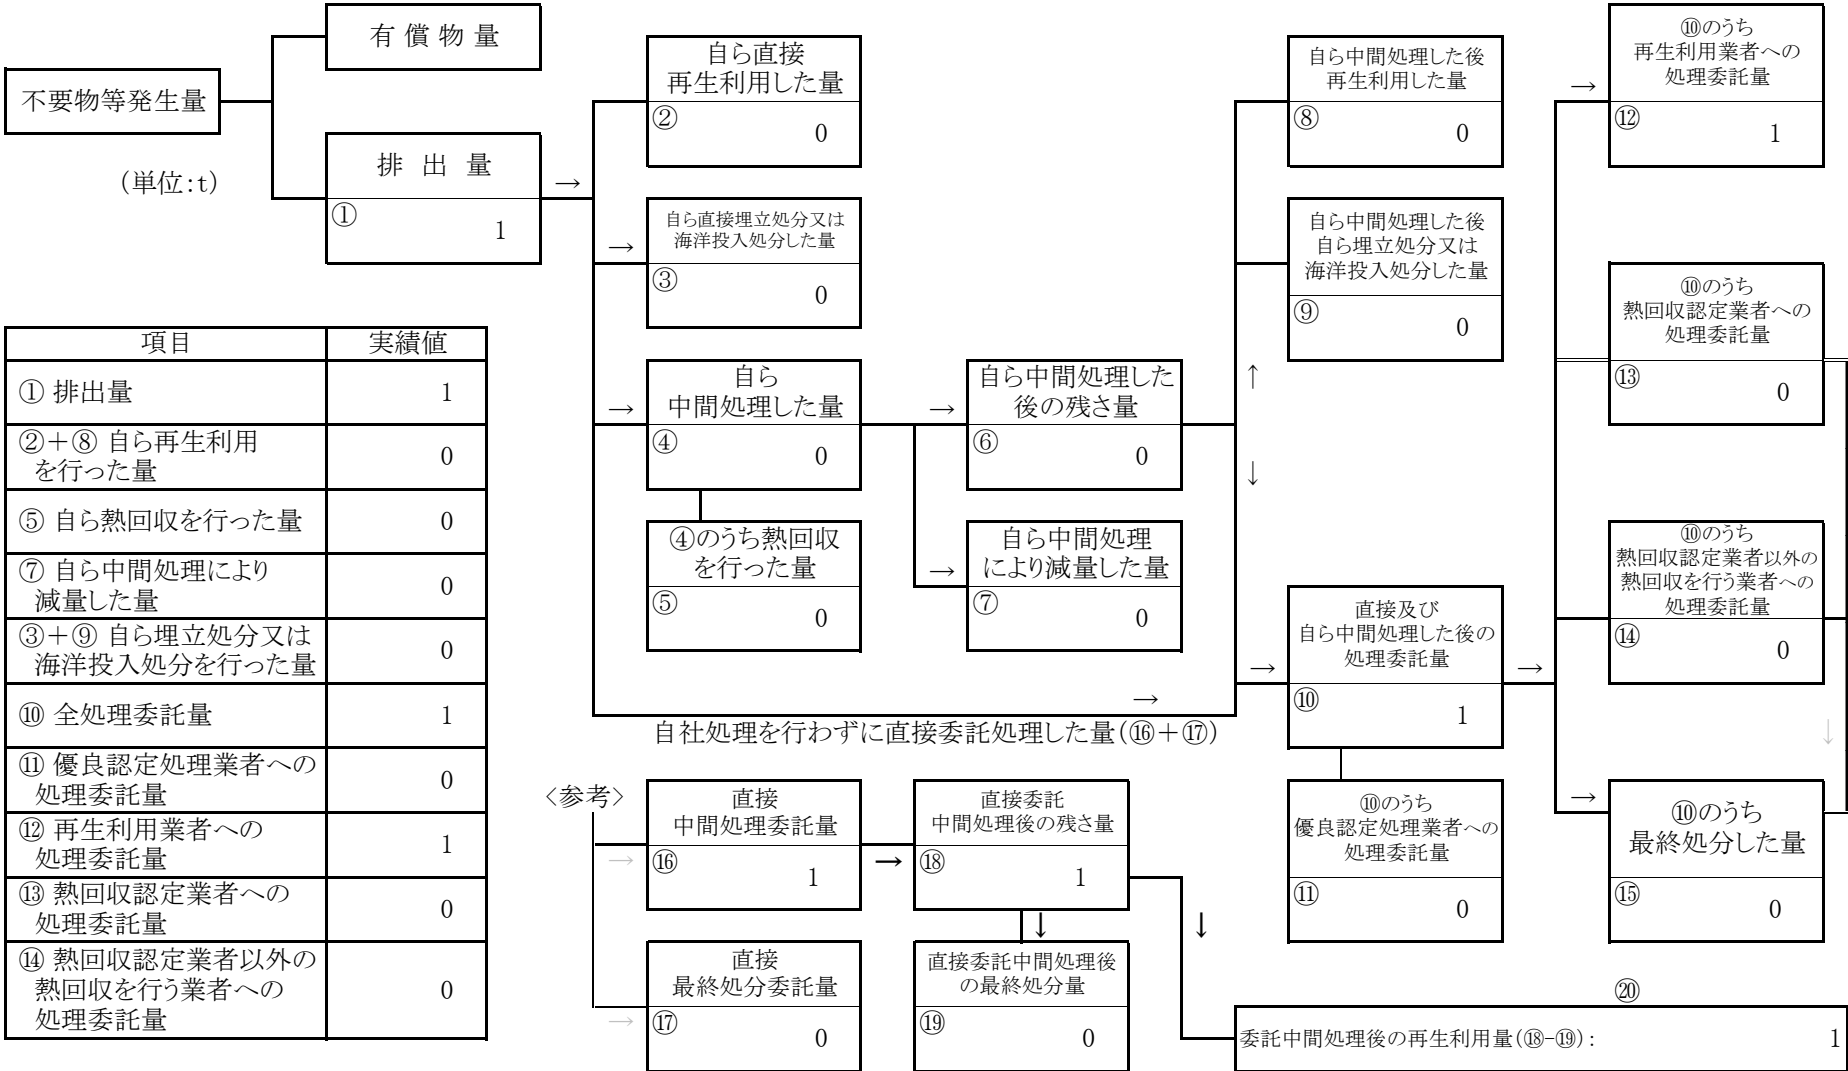 有 償 物 量
不要物等発生量
(単位:t)
排 出 量
①
1
→
自ら直接
再生利用した量
②
0
→
自ら直接埋立処分又は
海洋投入処分した量
③
0
→
自ら
中間処理した量
④
0
④のうち熱回収
を行った量
⑤
0
→
自ら中間処理した
後の残さ量
⑥
0
→
自ら中間処理
により減量した量
⑦
0
↑
↓
自ら中間処理した後
再生利用した量
⑧
0
自ら中間処理した後
自ら埋立処分又は
海洋投入処分した量
⑨
0
→
自社処理を行わずに直接委託処理した量(⑯+⑰)
→
直接及び
自ら中間処理した後の
処理委託量
⑩
1
⑩のうち
優良認定処理業者への
処理委託量
⑪
0
→
→
⑩のうち
再生利用業者への
処理委託量
⑫
1
⑩のうち
熱回収認定業者への
処理委託量
⑬
0
⑩のうち
熱回収認定業者以外の
熱回収を行う業者への
処理委託量
⑭
0
↓
→
⑩のうち
最終処分した量
⑮
0
項目 実績値
① 排出量 1
②+⑧ 自ら再生利用
を行った量 0
⑤ 自ら熱回収を行った量 0
⑦ 自ら中間処理により
減量した量 0
③+⑨ 自ら埋立処分又は
海洋投入処分を行った量 0
⑩ 全処理委託量 1
⑪ 優良認定処理業者への
処理委託量 0
⑫ 再生利用業者への
処理委託量 1
⑬ 熱回収認定業者への
処理委託量 0
⑭ 熱回収認定業者以外の
熱回収を行う業者への
処理委託量 0
<参考>
→
直接
中間処理委託量
⑯
1
→
直接委託
中間処理後の残さ量
⑱
1
↓
↓
→
直接
最終処分委託量
⑰
0
直接委託中間処理後
の最終処分量
⑲
0
⑳
委託中間処理後の再生利用量(⑱-⑲): 1